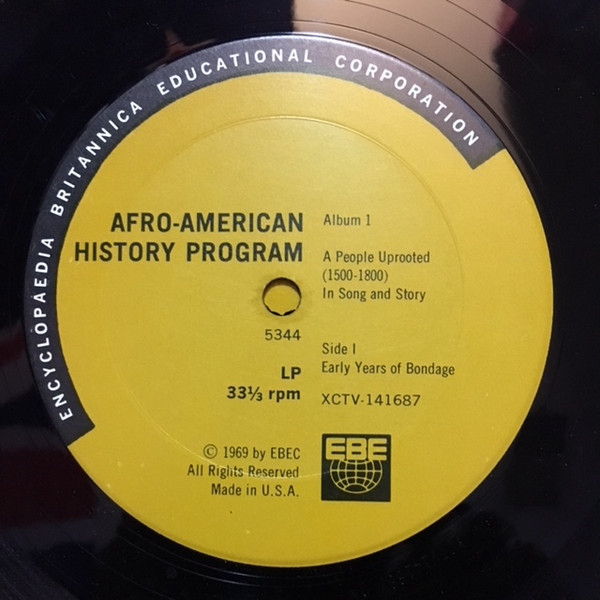 ENCYCLOPAEDIA BRITANNICA EDUCATIONAL CORPORATION
AFRO-AMERICAN
HISTORY PROGRAM
Album 1
A People Uprooted
(1500-1800)
In Song and Story
5344
LP
33⅓ rpm
Side I
Early Years of Bondage
XCTV-141687
© 1969 by EBEC
All Rights Reserved
Made in U.S.A.
EBE